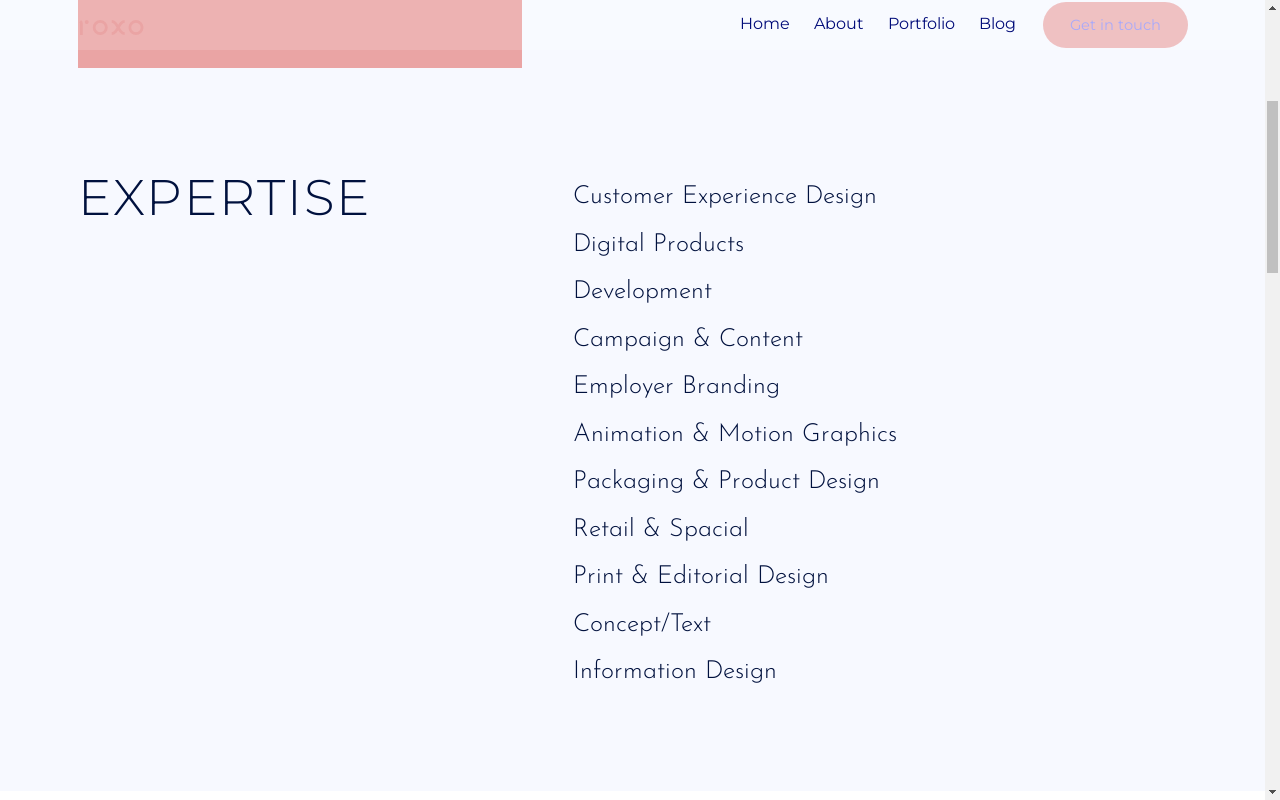 roxo
Home
About
Portfolio
Blog
Get in touch
EXPERTISE
Customer Experience Design
Digital Products
Development
Campaign & Content
Employer Branding
Animation & Motion Graphics
Packaging & Product Design
Retail & Spacial
Print & Editorial Design
Concept/Text
Information Design